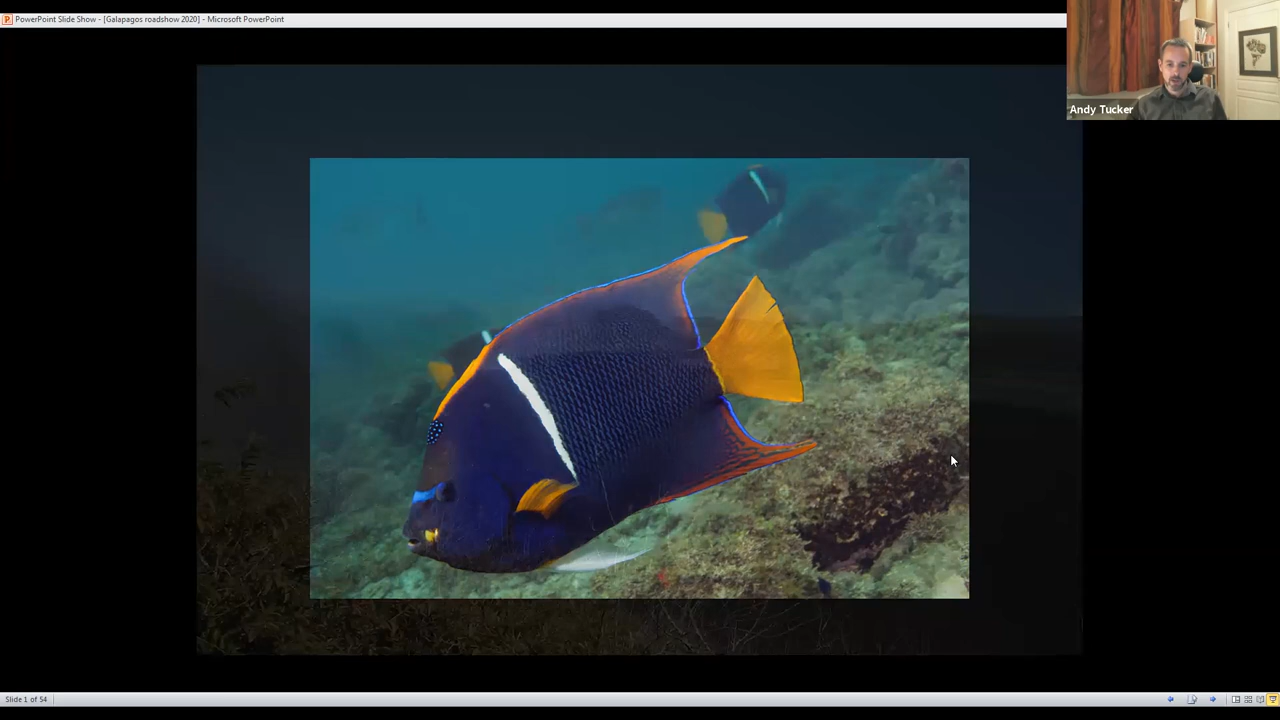 PowerPoint Slide Show - [Galapagos roadshow 2020] - Microsoft PowerPoint
Andy Tucker
Slide 1 of 54